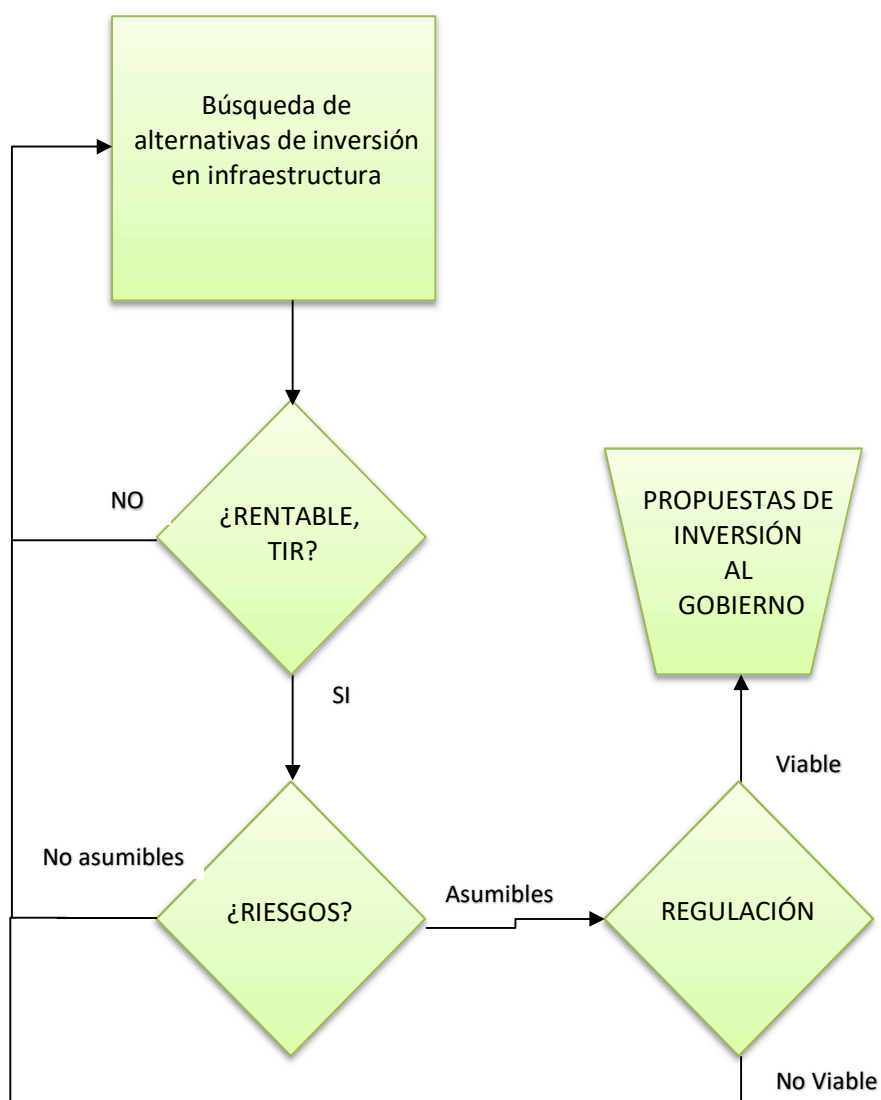 Búsqueda de
alternativas de inversión
en infraestructura
NO
¿RENTABLE,
TIR?
SI
PROPUESTAS DE
INVERSIÓN
AL
GOBIERNO
Viable
No asumibles
¿RIESGOS?
Asumibles
REGULACIÓN
No Viable